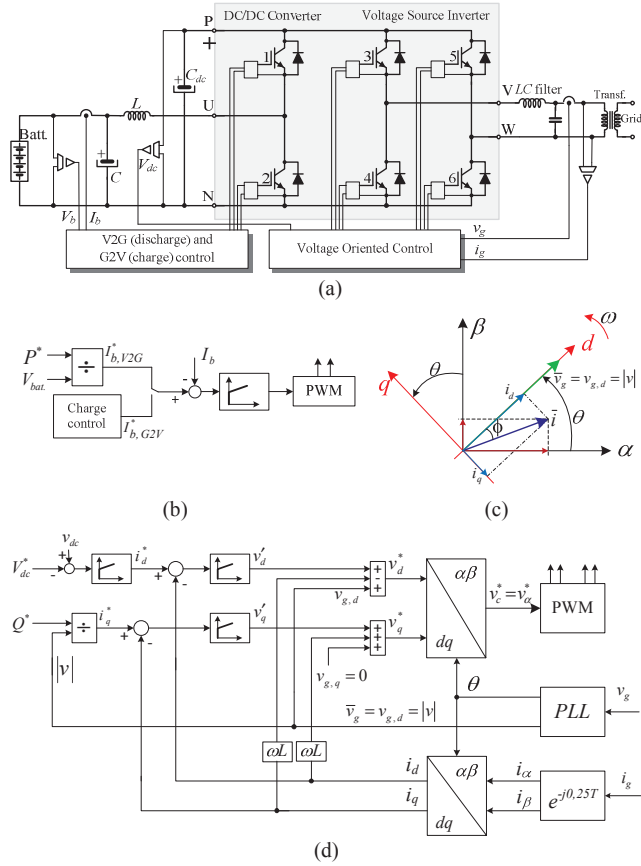 P
+
DC/DC Converter
Voltage Source Inverter
1
3
5
C_dc
+
V
LC filter
Transf.
Grid
L
U
W
Batt.
+
C
V_dc
2
4
6
N
V_b
I_b
v_g
i_g
V2G (discharge) and
G2V (charge) control
Voltage Oriented Control
(a)
P*
V_bat.
÷
I*_b,V2G
I_b
-
+
PWM
Charge
control
I*_b,G2V
(b)
β
ω
d
q
θ
i_d
v̄_g = v_g,d = |v|
ī
ϕ
θ
α
i_q
(c)
v_dc
V*_dc
+
-
i*_d
+
-
v′_d
+
-
+
v*_d
v_g,d
αβ
dq
v*_c = v*_α
PWM
Q*
÷
i*_q
+
-
v′_q
+
+
+
v*_q
|v|
v_g,q = 0
θ
v̄_g = v_g,d = |v|
PLL
v_g
ωL
ωL
i_d
i_q
αβ
dq
i_α
i_β
e^-j0,25T
i_g
(d)